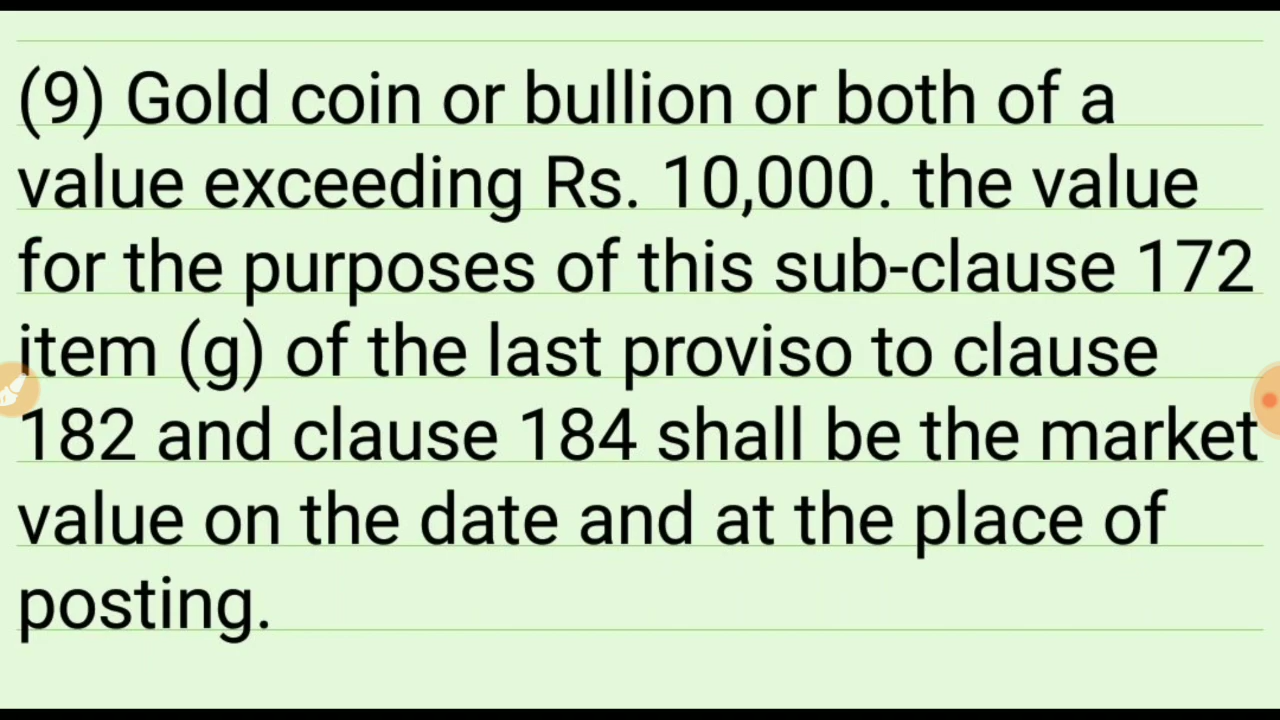 (9) Gold coin or bullion or both of a
value exceeding Rs. 10,000. the value
for the purposes of this sub-clause 172
item (g) of the last proviso to clause
182 and clause 184 shall be the market
value on the date and at the place of
posting.